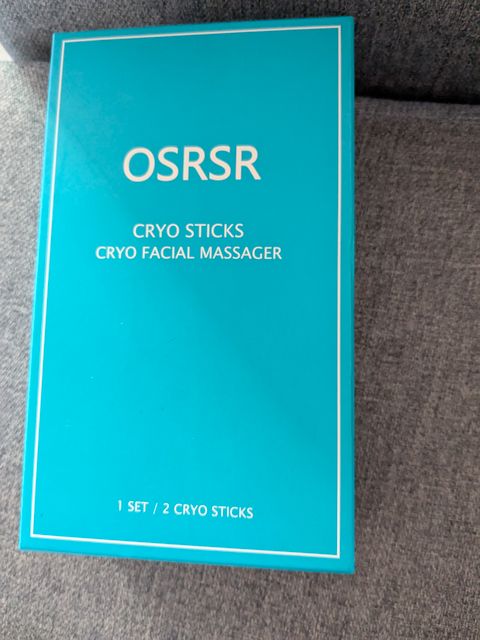 OSRSR
CRYO STICKS
CRYO FACIAL MASSAGER
1 SET / 2 CRYO STICKS